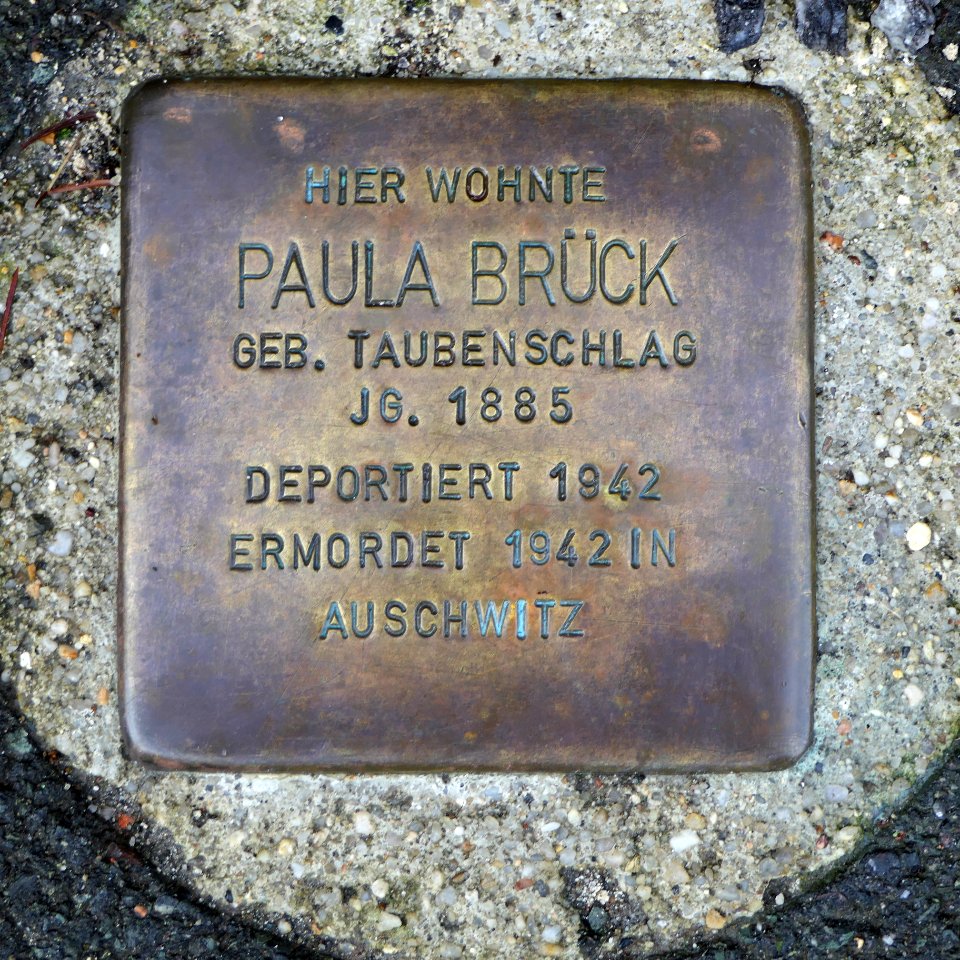 HIER WOHNTE
PAULA BRÜCK
GEB. TAUBENSCHLAG
JG. 1885
DEPORTIERT 1942
ERMORDET 1942 IN
AUSCHWITZ